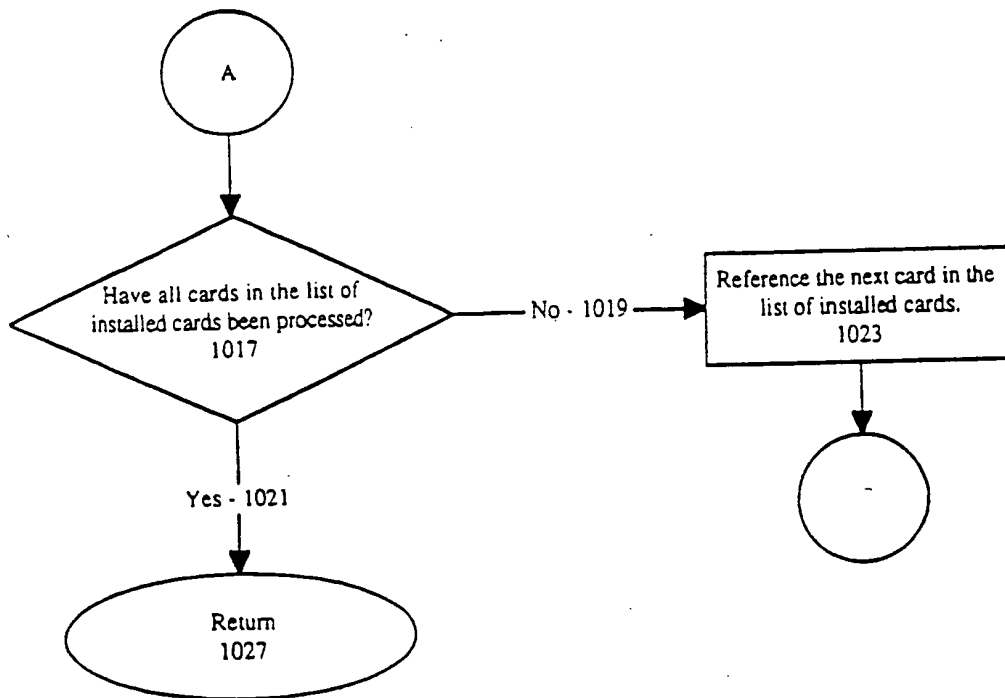 A
Have all cards in the list of
installed cards been processed?
1017
No - 1019
Reference the next card in the
list of installed cards.
1023
Yes - 1021
Return
1027